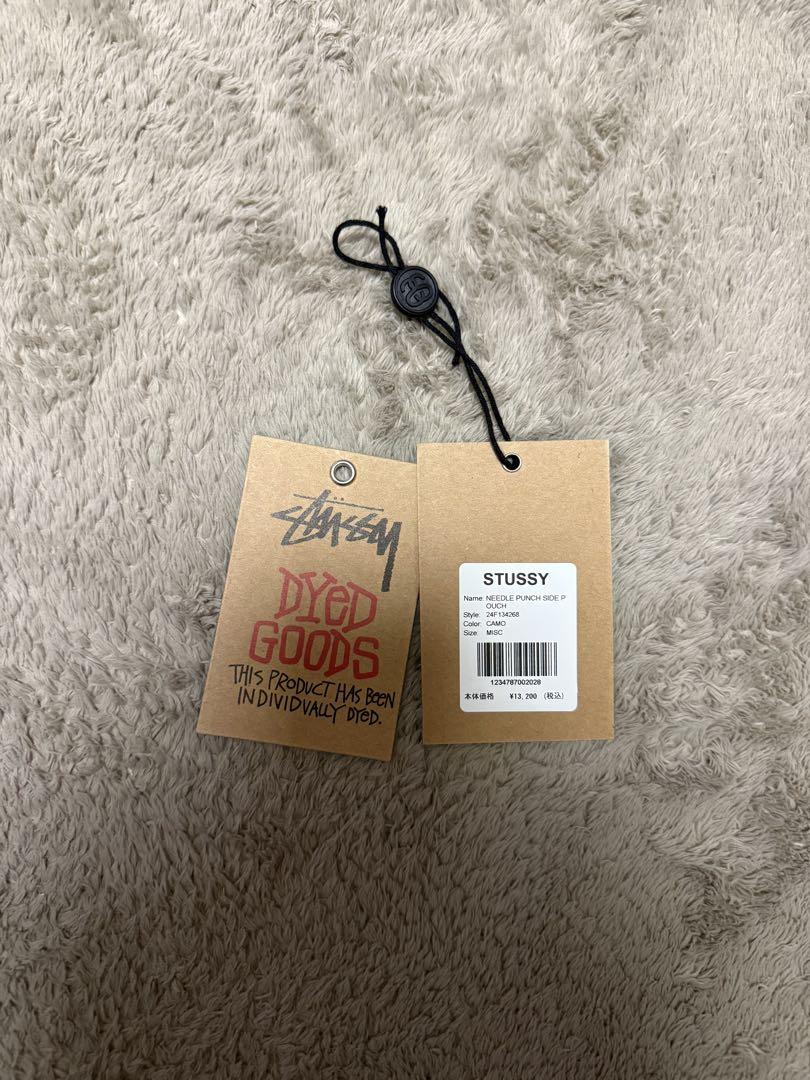 STÜSSY
DYED
GOODS
THIS PRODUCT HAS BEEN
INDIVIDUALLY DYED.
STUSSY
Name: NEEDLE PUNCH SIDE P
OUCH
Style: 24F134268
Color: CAMO
Size: MISC
1234787002028
本体価格 ¥13,200 (税込)